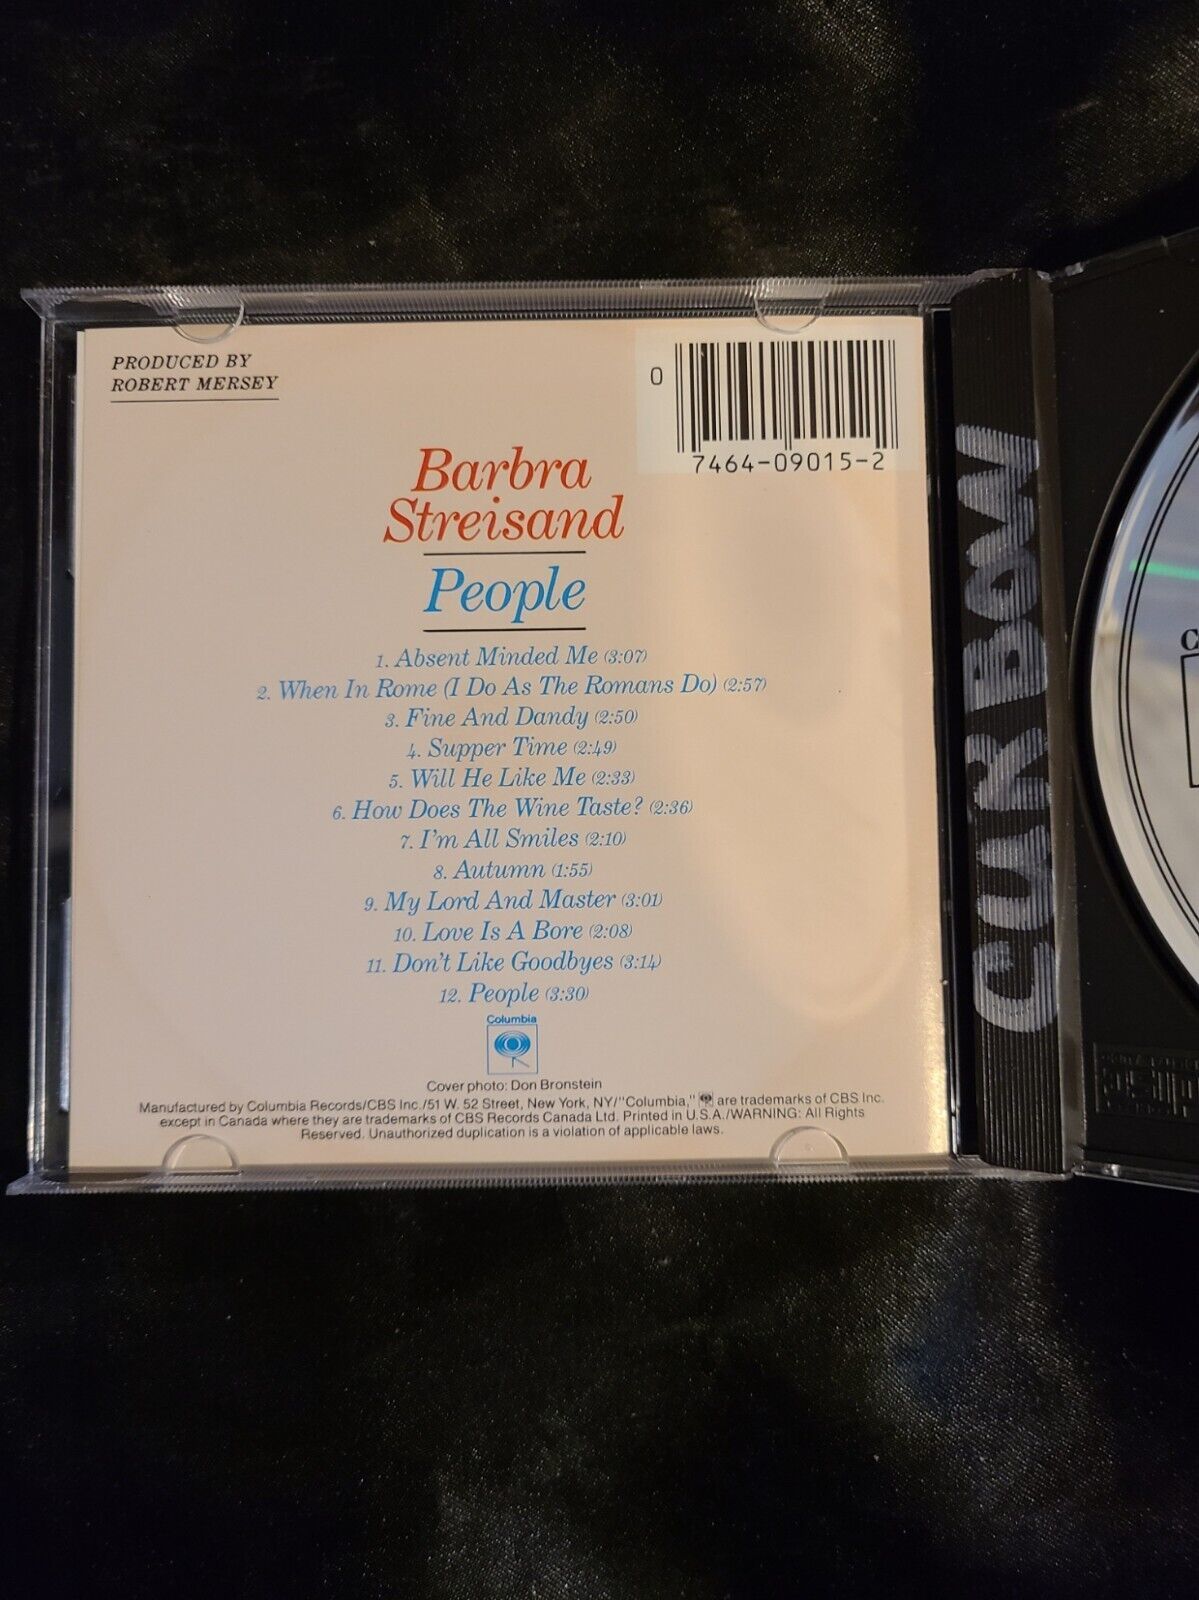 PRODUCED BY
ROBERT MERSEY
0
7464-09015-2
Barbra
Streisand
People
1. Absent Minded Me (3:07)
2. When In Rome (I Do As The Romans Do) (2:57)
3. Fine And Dandy (2:50)
4. Supper Time (2:49)
5. Will He Like Me (2:33)
6. How Does The Wine Taste? (2:36)
7. I'm All Smiles (2:10)
8. Autumn (1:55)
9. My Lord And Master (3:01)
10. Love Is A Bore (2:08)
11. Don't Like Goodbyes (3:14)
12. People (3:30)
Columbia
Cover photo: Don Bronstein
Manufactured by Columbia Records/CBS Inc./51 W. 52 Street, New York, NY/"Columbia," are trademarks of CBS Inc.
except in Canada where they are trademarks of CBS Records Canada Ltd. Printed in U.S.A./WARNING: All Rights
Reserved. Unauthorized duplication is a violation of applicable laws.
CURBOW
C